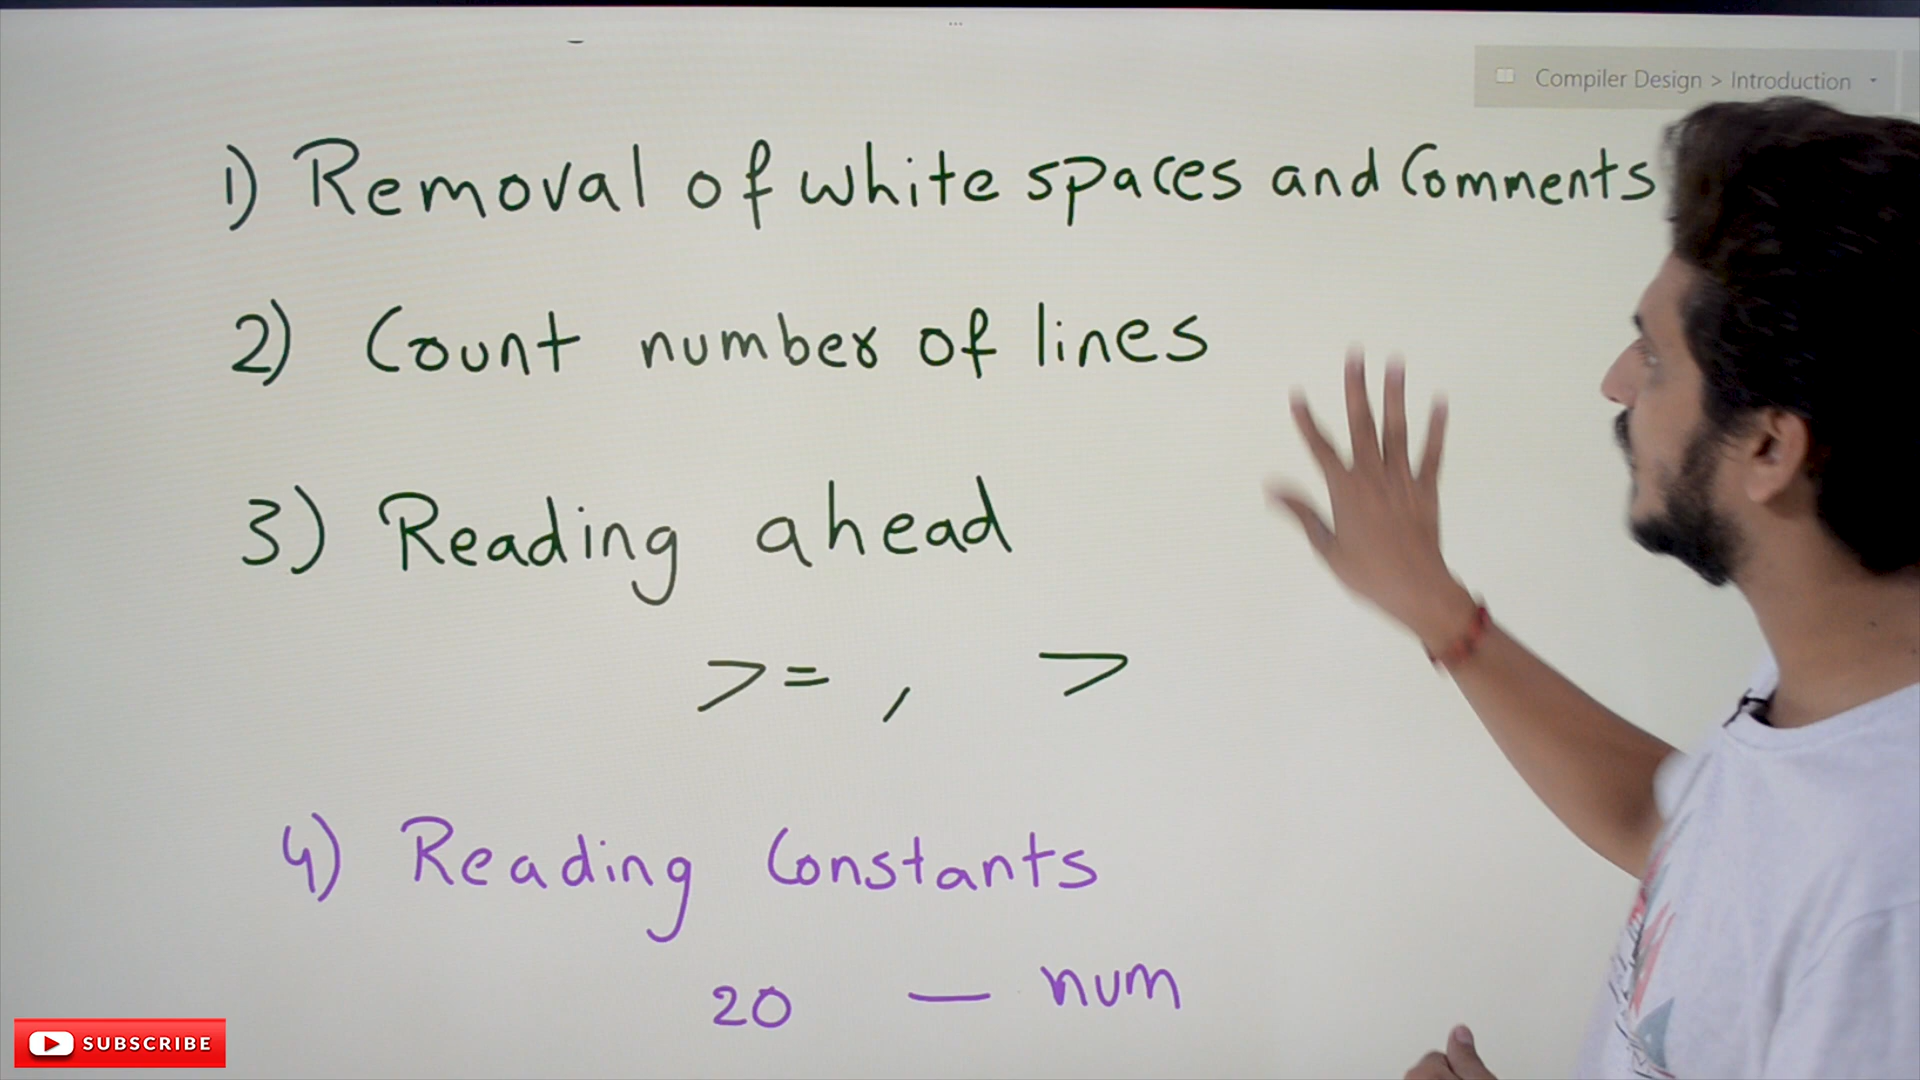 Compiler Design > Introduction
1) Removal of white spaces and Comments
2) Count number of lines
3) Reading ahead
>= , >
4) Reading Constants
20 — num
SUBSCRIBE